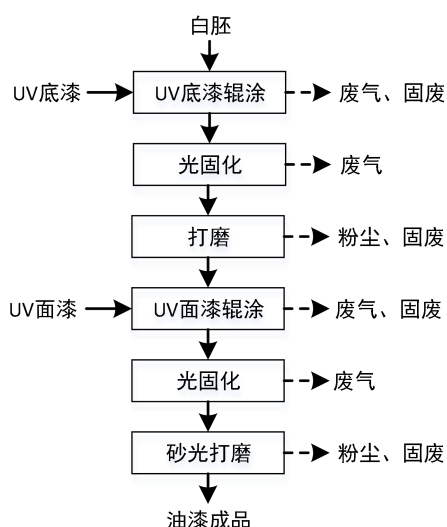 白胚
UV底漆 UV底漆辊涂 废气、固废
光固化 废气
打磨 粉尘、固废
UV面漆 UV面漆辊涂 废气、固废
光固化 废气
砂光打磨 粉尘、固废
油漆成品